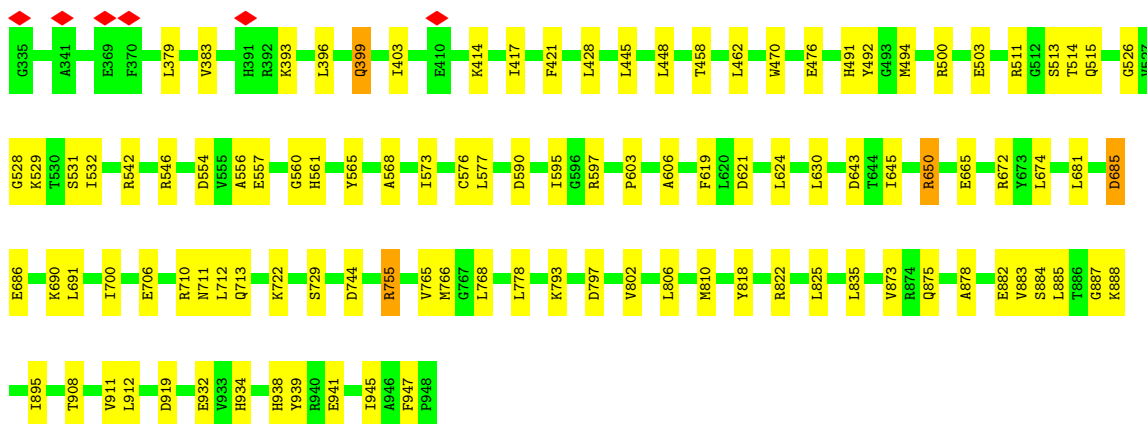 G335 A341 E369 F370 L379 V383 H391 R392 K393 L396 Q399 I403 E410 K414 I417 F421 L428 L445 L448 T458 L462 W470 E476 H491 Y492 G493 M494 R500 E503 R511 G512 S513 T514 Q515 G526 V527
G528 K529 T530 S531 I532 R542 R546 D554 V555 A556 E557 G560 H561 Y565 A568 I573 C576 L577 D590 I595 G596 R597 P603 A606 F619 L620 D621 L624 L630 D643 T644 I645 R650 E665 R672 Y673 L674 L681 D685
E686 K690 L691 I700 E706 R710 N711 L712 Q713 K722 S729 D744 R755 V765 M766 G767 L768 L778 K793 D797 V802 L806 M810 Y818 R822 L825 L835 V873 R874 Q875 A878 E882 V883 S884 L885 T886 G887 K888
I895 T908 V911 L912 D919 E932 V933 H934 H938 Y939 R940 E941 I945 A946 F947 P948